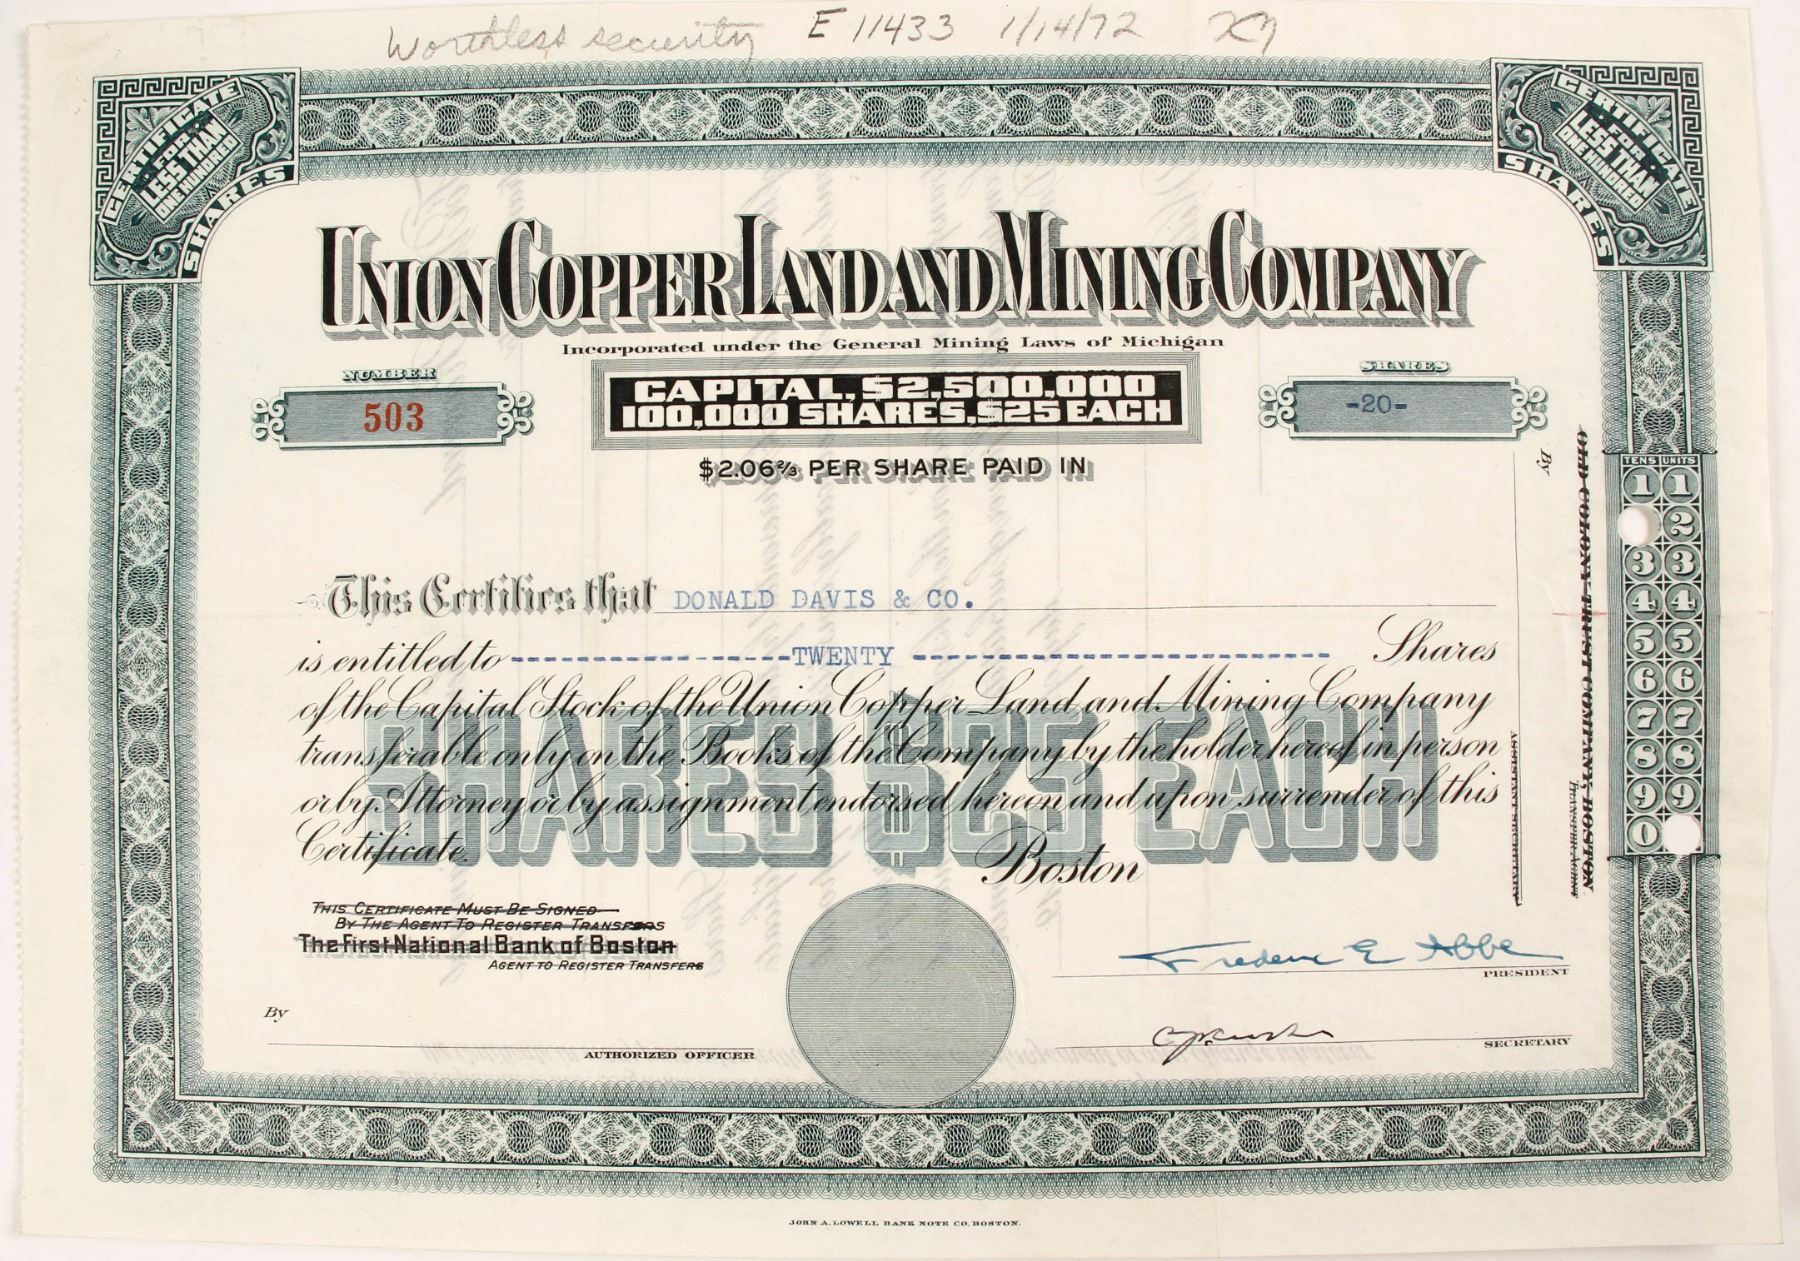 Worthless security E 11433 1/14/72
CERTIFICATE
FOR
LESS THAN
ONE HUNDRED
SHARES
CERTIFICATE
FOR
LESS THAN
ONE HUNDRED
SHARES
UNION COPPER LAND AND MINING COMPANY
Incorporated under the General Mining Laws of Michigan
NUMBER
503
CAPITAL, $2,500,000
100,000 SHARES, $25 EACH
SHARES
-20-
$2.06⅔ PER SHARE PAID IN
This Certifies that DONALD DAVIS & CO.
is entitled to ----------------TWENTY ------------------------- Shares
of the Capital Stock of the Union Copper Land and Mining Company
transferable only on the Books of the Company by the holder hereof in person
or by Attorney or by assignment endorsed hereon and upon surrender of this
Certificate.
SHARES $25 EACH
Boston
THIS CERTIFICATE MUST BE SIGNED
BY THE AGENT TO REGISTER TRANSFERS
The First National Bank of Boston
AGENT TO REGISTER TRANSFERS
By
AUTHORIZED OFFICER
Frederic E Abbe
PRESIDENT
SECRETARY
By
ASSISTANT SECRETARY
OLD COLONY TRUST COMPANY, BOSTON
TRANSFER AGENT
TENS UNITS
1 1
2
3 3
4 4
5 5
6 6
7 7
8 8
9 9
0
JOHN A. LOWELL BANK NOTE CO. BOSTON.